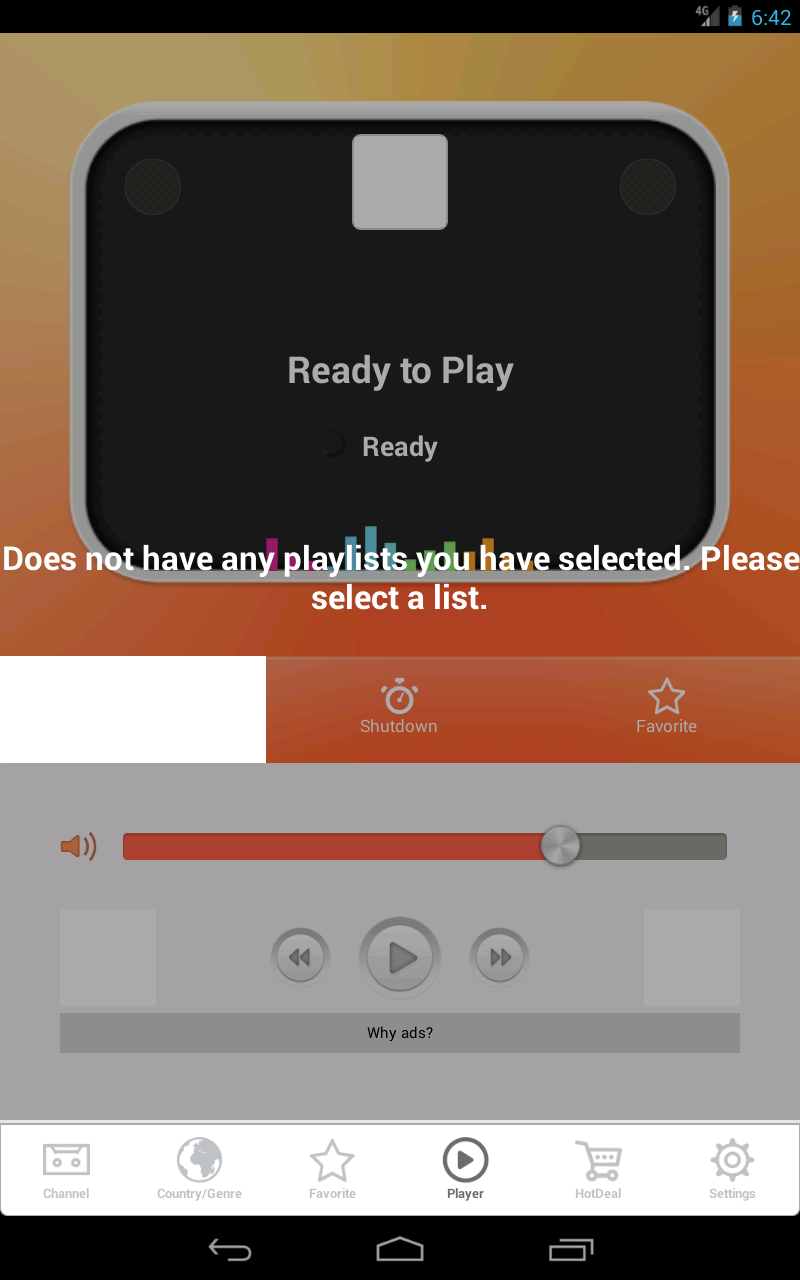 4G 6:42
Ready to Play
Ready
Does not have any playlists you have selected. Please
select a list.
Shutdown
Favorite
Why ads?
Channel
Country/Genre
Favorite
Player
HotDeal
Settings